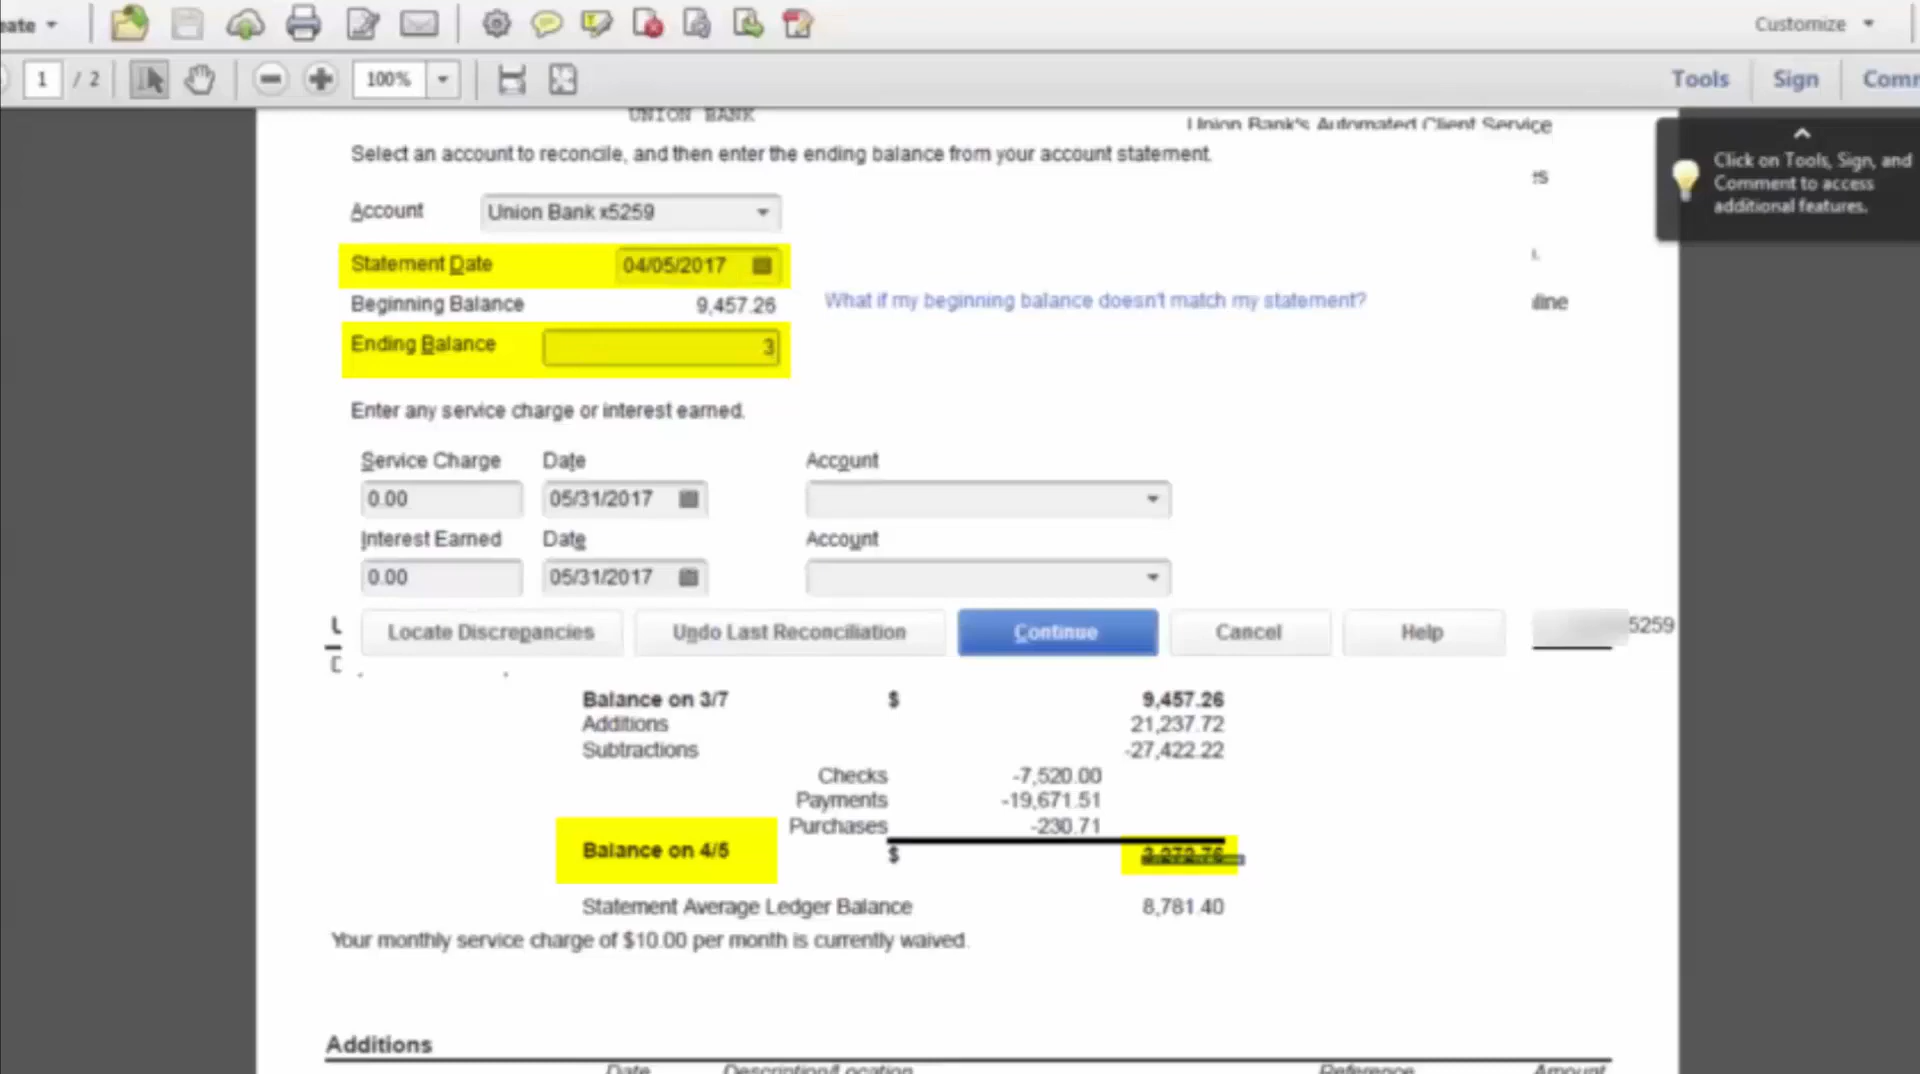 Customize
1 / 2
100%
Tools
Sign
UNION BANK
Union Bank's Automated Client Service
Select an account to reconcile, and then enter the ending balance from your account statement.
Click on Tools, Sign, and
Comment to access
additional features.
Account Union Bank x5259
Statement Date 04/05/2017
Beginning Balance 9,457.26 What if my beginning balance doesn't match my statement?
Ending Balance 3
Enter any service charge or interest earned.
Service Charge Date Account
0.00 05/31/2017
Interest Earned Date Account
0.00 05/31/2017
Locate Discrepancies Undo Last Reconciliation Continue Cancel Help 5259
Balance on 3/7 $ 9,457.26
Additions 21,237.72
Subtractions -27,422.22
Checks -7,520.00
Payments -19,671.51
Purchases -230.71
Balance on 4/5 $
Statement Average Ledger Balance 8,781.40
Your monthly service charge of $10.00 per month is currently waived.
Additions
Date Description/Location Reference Amount